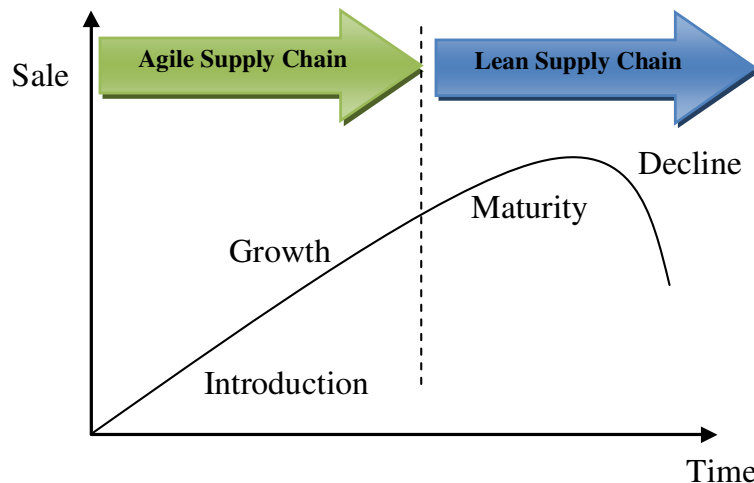 Agile Supply Chain
Lean Supply Chain
Sale
Decline
Maturity
Growth
Introduction
Time